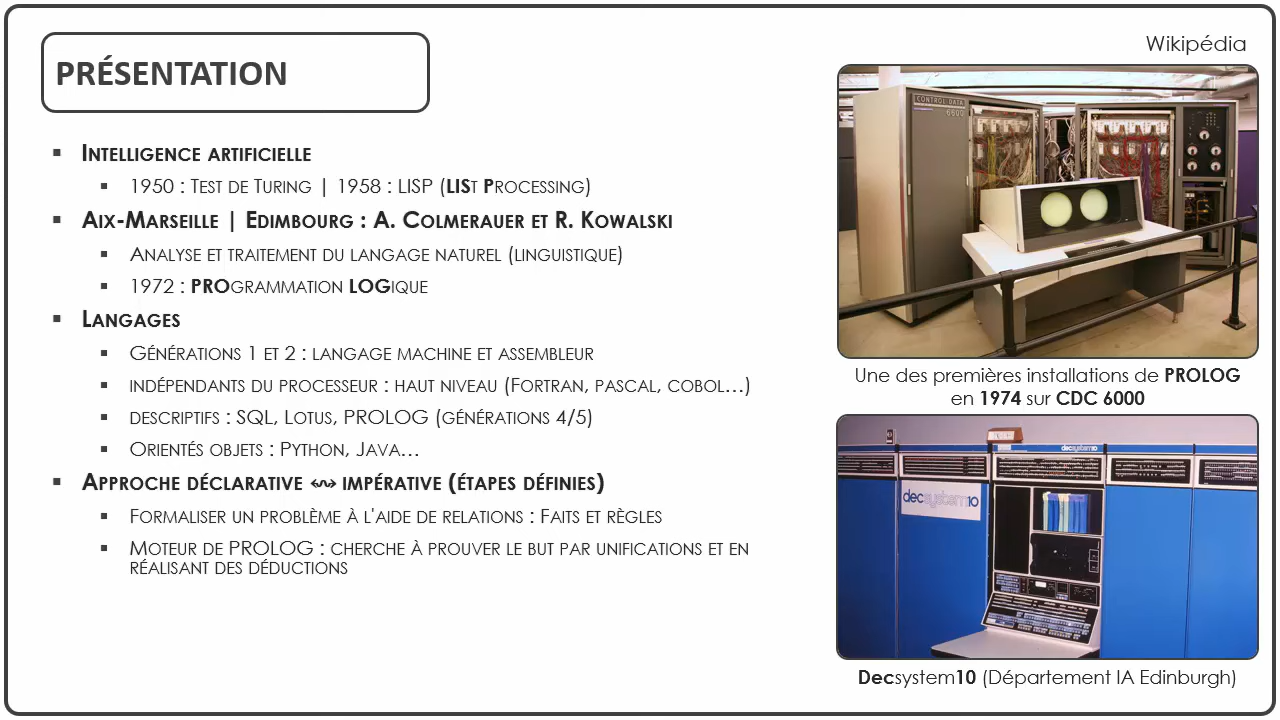 PRÉSENTATION
Wikipédia
▪ INTELLIGENCE ARTIFICIELLE
▪ 1950 : TEST DE TURING | 1958 : LISP (LIST PROCESSING)
▪ AIX-MARSEILLE | EDIMBOURG : A. COLMERAUER ET R. KOWALSKI
▪ ANALYSE ET TRAITEMENT DU LANGAGE NATUREL (LINGUISTIQUE)
▪ 1972 : PROGRAMMATION LOGIQUE
▪ LANGAGES
▪ GÉNÉRATIONS 1 ET 2 : LANGAGE MACHINE ET ASSEMBLEUR
▪ INDÉPENDANTS DU PROCESSEUR : HAUT NIVEAU (FORTRAN, PASCAL, COBOL…)
▪ DESCRIPTIFS : SQL, LOTUS, PROLOG (GÉNÉRATIONS 4/5)
▪ ORIENTÉS OBJETS : PYTHON, JAVA…
▪ APPROCHE DÉCLARATIVE ↭ IMPÉRATIVE (ÉTAPES DÉFINIES)
▪ FORMALISER UN PROBLÈME À L'AIDE DE RELATIONS : FAITS ET RÈGLES
▪ MOTEUR DE PROLOG : CHERCHE À PROUVER LE BUT PAR UNIFICATIONS ET EN
RÉALISANT DES DÉDUCTIONS
CONTROL DATA
6600
Une des premières installations de PROLOG
en 1974 sur CDC 6000
decsystem10
decsystem10
Decsystem10 (Département IA Edinburgh)